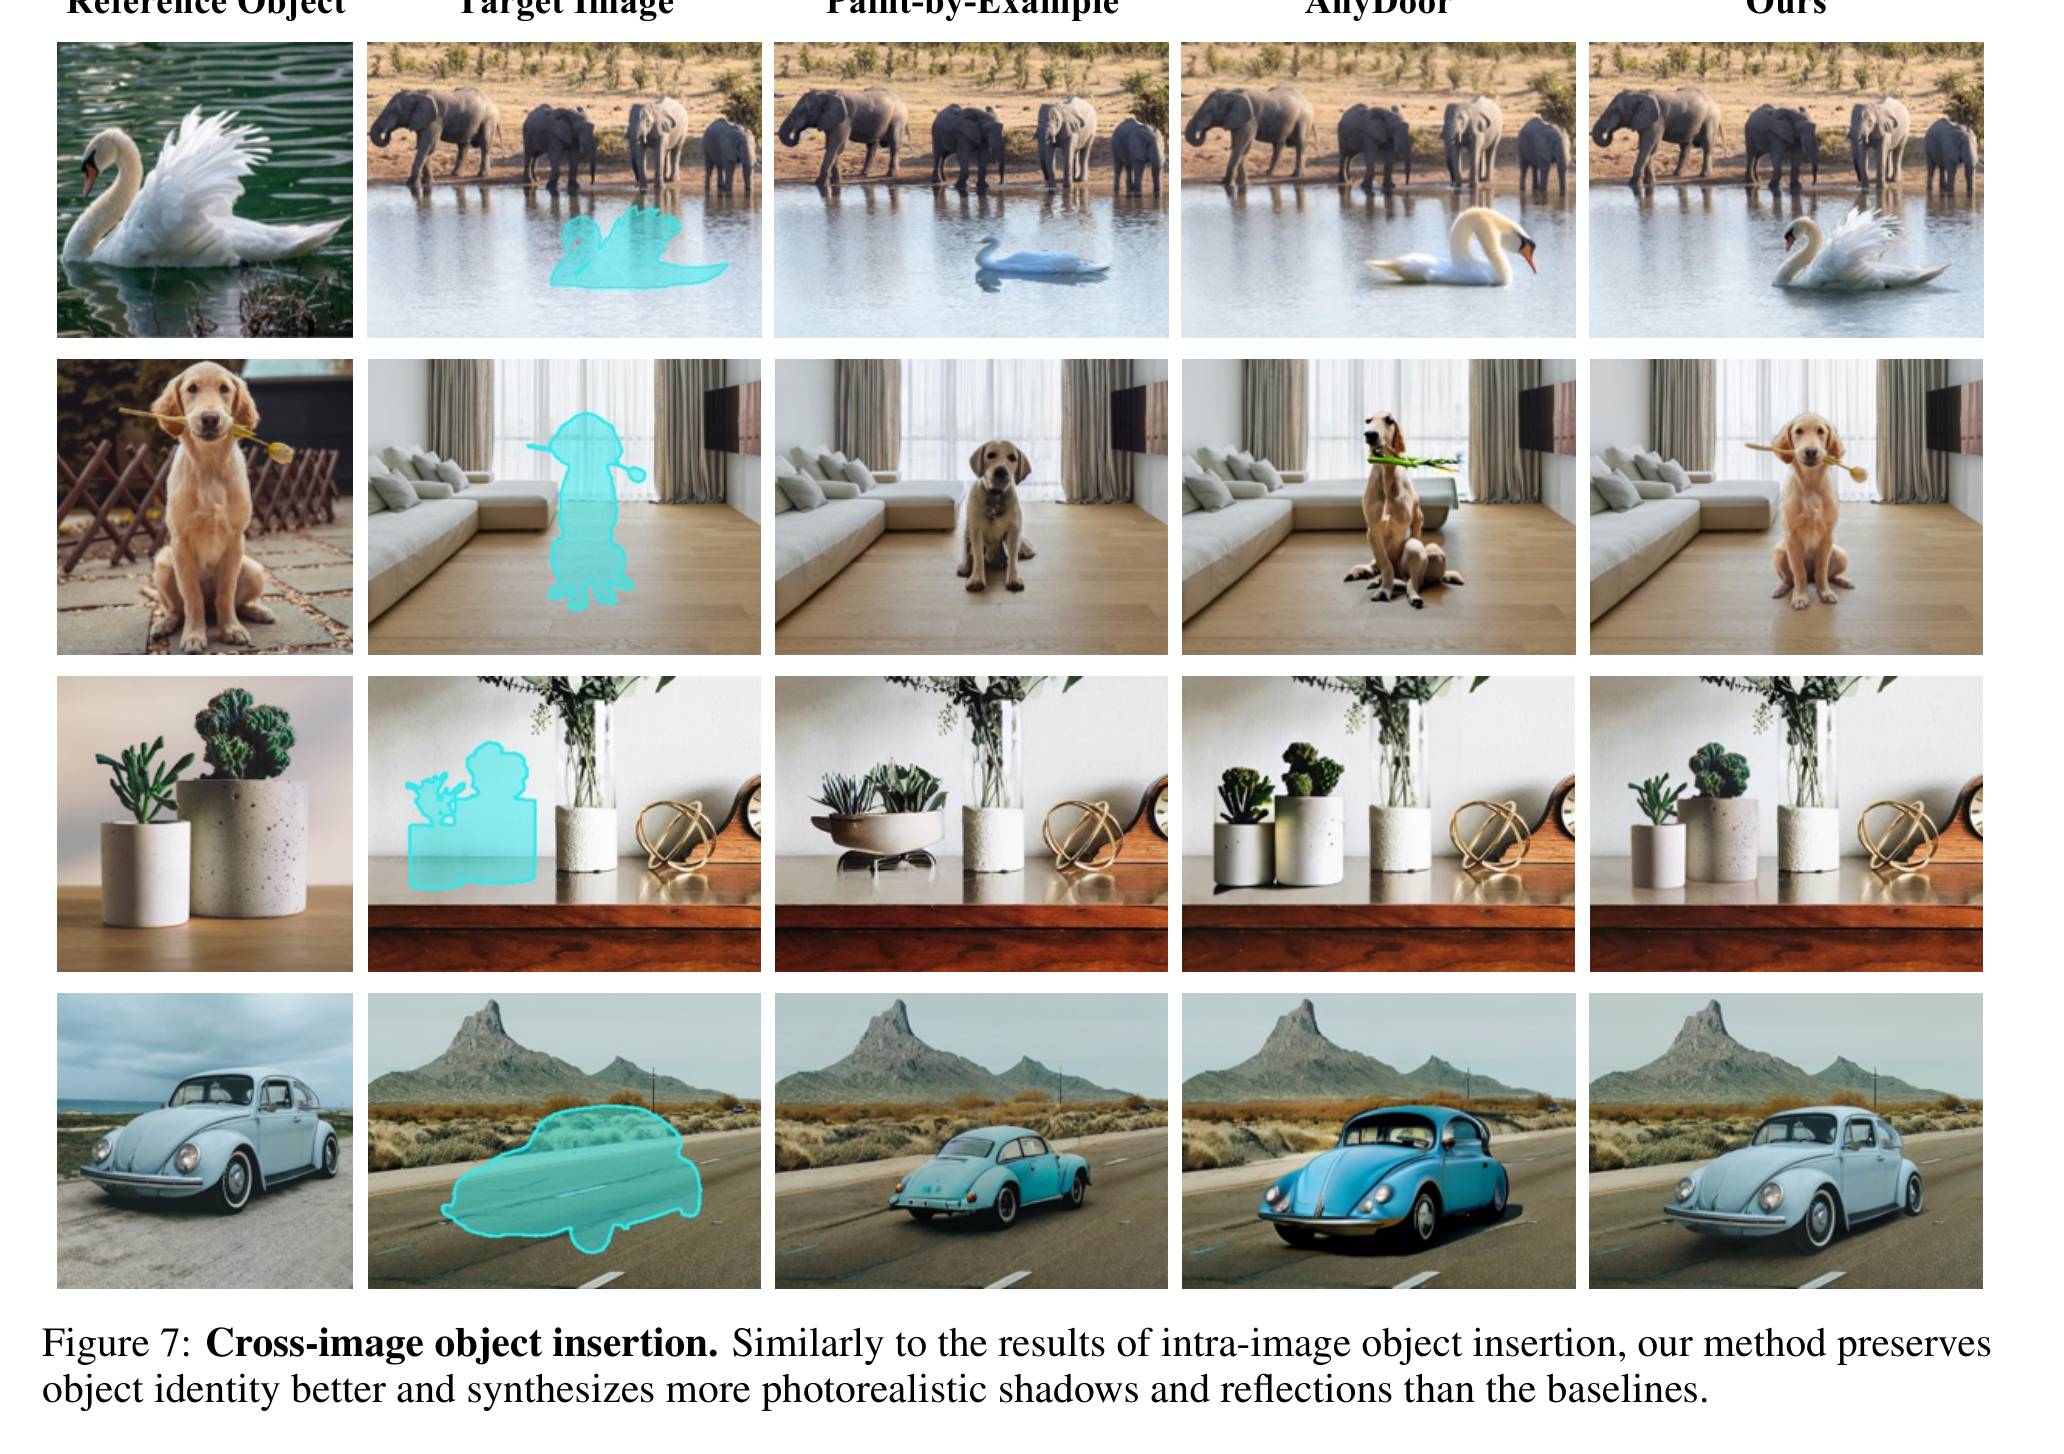 Reference Object Target Image Paint-by-Example AnyDoor Ours
Figure 7: Cross-image object insertion. Similarly to the results of intra-image object insertion, our method preserves
object identity better and synthesizes more photorealistic shadows and reflections than the baselines.